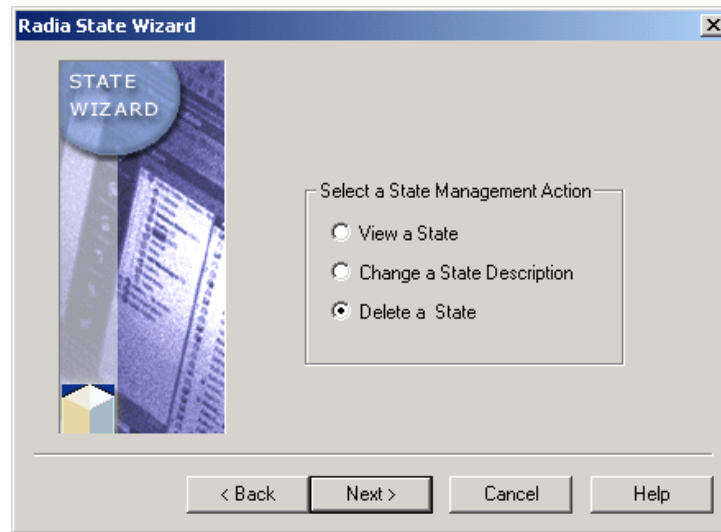 Radia State Wizard
STATE
WIZARD
Select a State Management Action
View a State
Change a State Description
Delete a State
< Back Next > Cancel Help